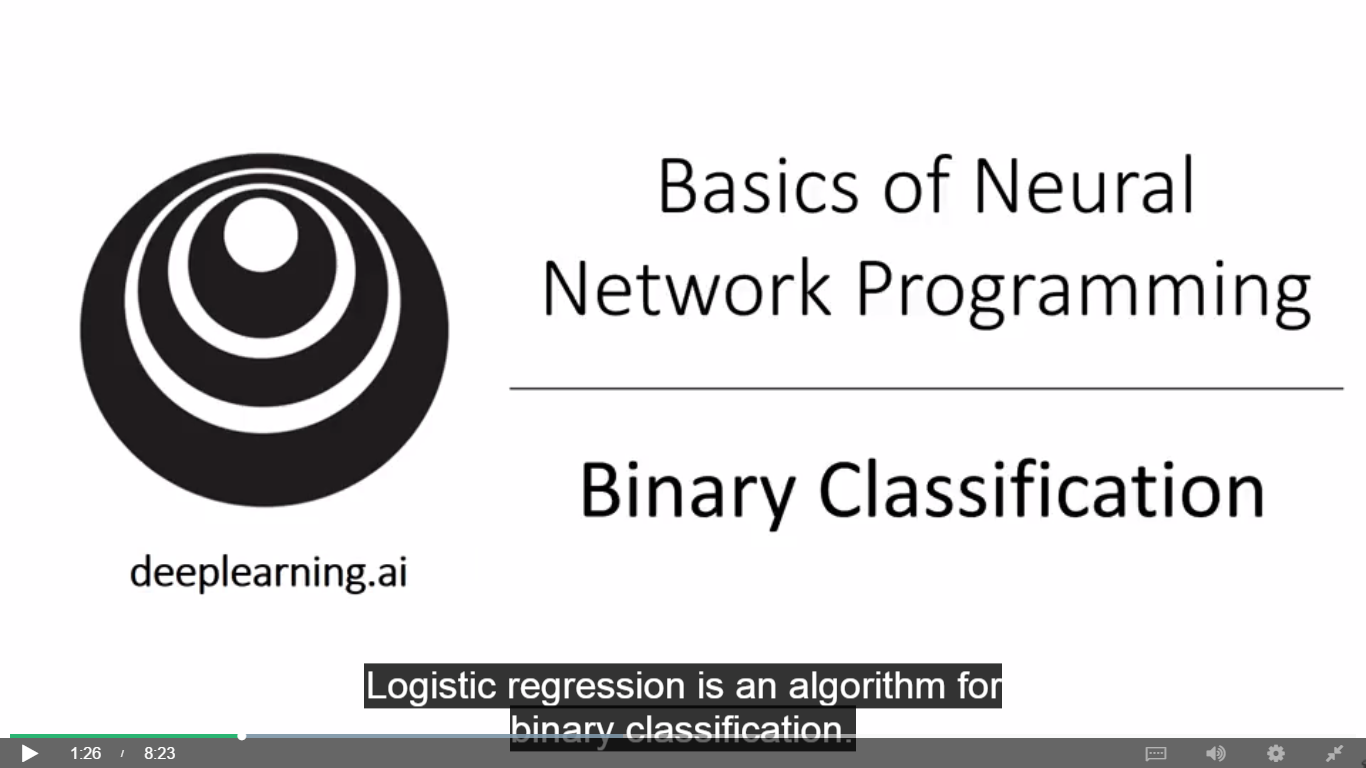 Basics of Neural
Network Programming
Binary Classification
deeplearning.ai
Logistic regression is an algorithm for
binary classification.
1:26 / 8:23